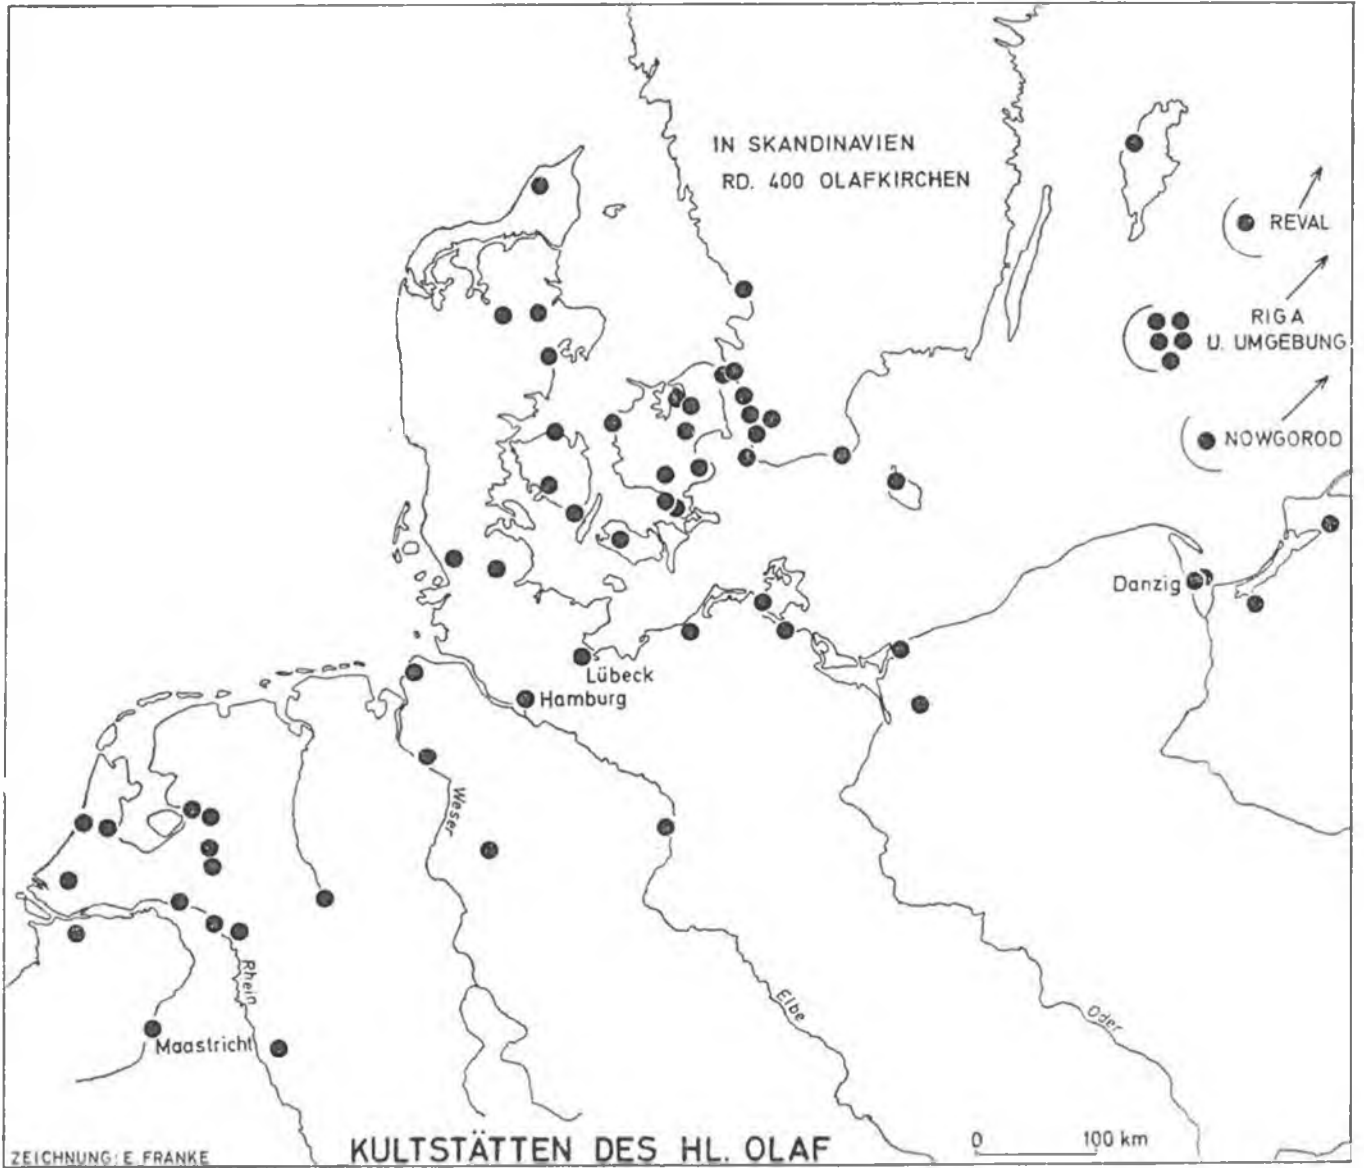 IN SKANDINAVIEN
RD. 400 OLAFKIRCHEN
REVAL
RIGA
U. UMGEBUNG
NOWGOROD
Danzig
Lübeck
Hamburg
Weser
Rhein
Elbe
Oder
Maastricht
ZEICHNUNG: E. FRANKE
KULTSTÄTTEN DES HL. OLAF
0 100 km